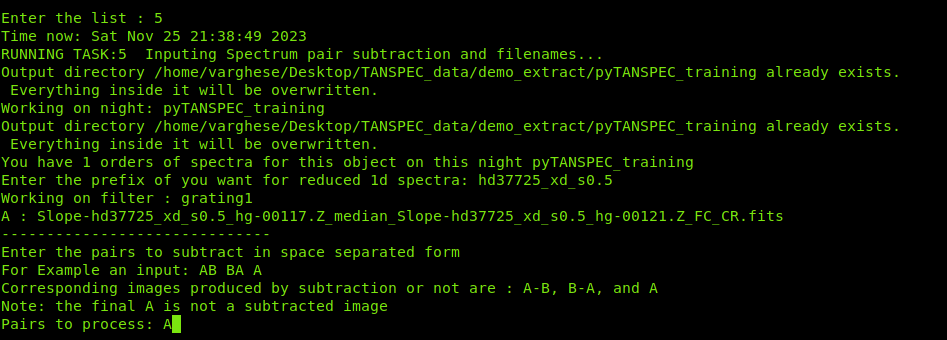 Enter the list : 5
Time now: Sat Nov 25 21:38:49 2023
RUNNING TASK:5  Inputing Spectrum pair subtraction and filenames...
Output directory /home/varghese/Desktop/TANSPEC_data/demo_extract/pyTANSPEC_training already exists.
 Everything inside it will be overwritten.
Working on night: pyTANSPEC_training
Output directory /home/varghese/Desktop/TANSPEC_data/demo_extract/pyTANSPEC_training already exists.
 Everything inside it will be overwritten.
You have 1 orders of spectra for this object on this night pyTANSPEC_training
Enter the prefix of you want for reduced 1d spectra: hd37725_xd_s0.5
Working on filter : grating1
A : Slope-hd37725_xd_s0.5_hg-00117.Z_median_Slope-hd37725_xd_s0.5_hg-00121.Z_FC_CR.fits
------------------------------
Enter the pairs to subtract in space separated form
For Example an input: AB BA A
Corresponding images produced by subtraction or not are : A-B, B-A, and A
Note: the final A is not a subtracted image
Pairs to process: A